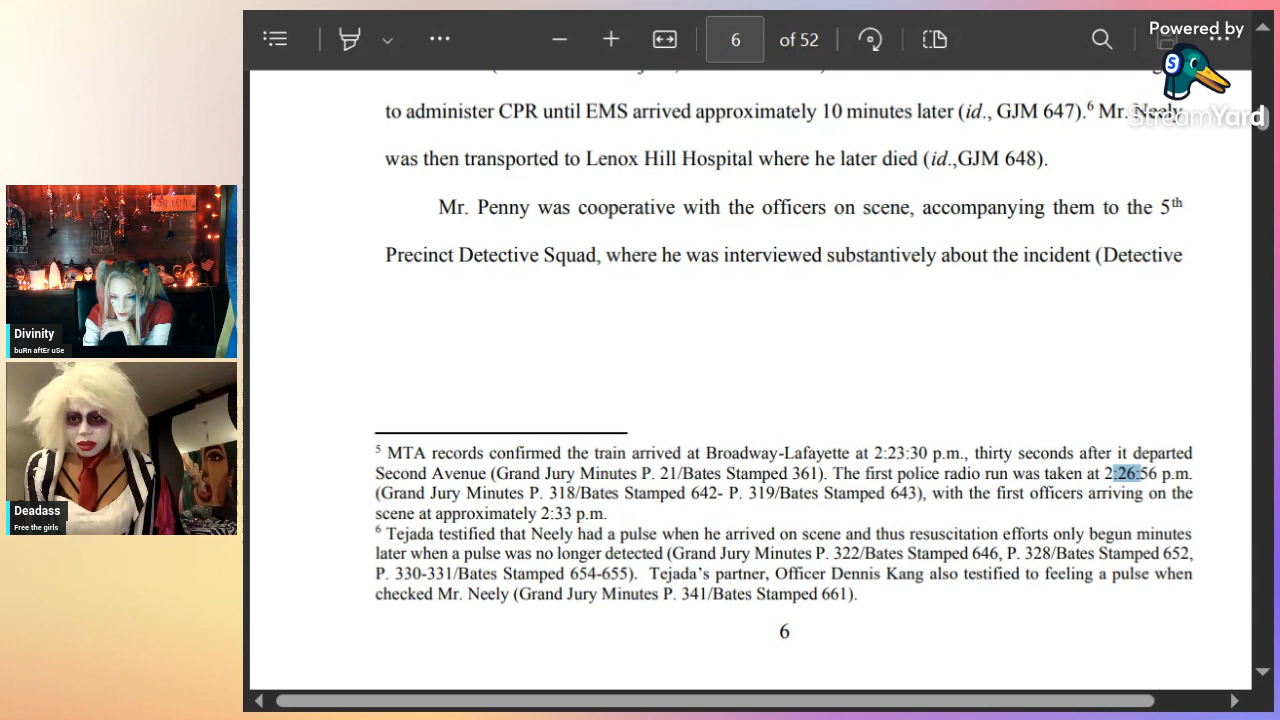 6
of 52
Powered by
S
StreamYard
to administer CPR until EMS arrived approximately 10 minutes later (id., GJM 647).⁶ Mr. Neely
was then transported to Lenox Hill Hospital where he later died (id.,GJM 648).
Mr. Penny was cooperative with the officers on scene, accompanying them to the 5th
Precinct Detective Squad, where he was interviewed substantively about the incident (Detective
⁵ MTA records confirmed the train arrived at Broadway-Lafayette at 2:23:30 p.m., thirty seconds after it departed
Second Avenue (Grand Jury Minutes P. 21/Bates Stamped 361). The first police radio run was taken at 2:26:56 p.m.
(Grand Jury Minutes P. 318/Bates Stamped 642- P. 319/Bates Stamped 643), with the first officers arriving on the
scene at approximately 2:33 p.m.
⁶ Tejada testified that Neely had a pulse when he arrived on scene and thus resuscitation efforts only begun minutes
later when a pulse was no longer detected (Grand Jury Minutes P. 322/Bates Stamped 646, P. 328/Bates Stamped 652,
P. 330-331/Bates Stamped 654-655). Tejada's partner, Officer Dennis Kang also testified to feeling a pulse when
checked Mr. Neely (Grand Jury Minutes P. 341/Bates Stamped 661).
6
Divinity
buRn aftEr uSe
Deadass
Free the girls